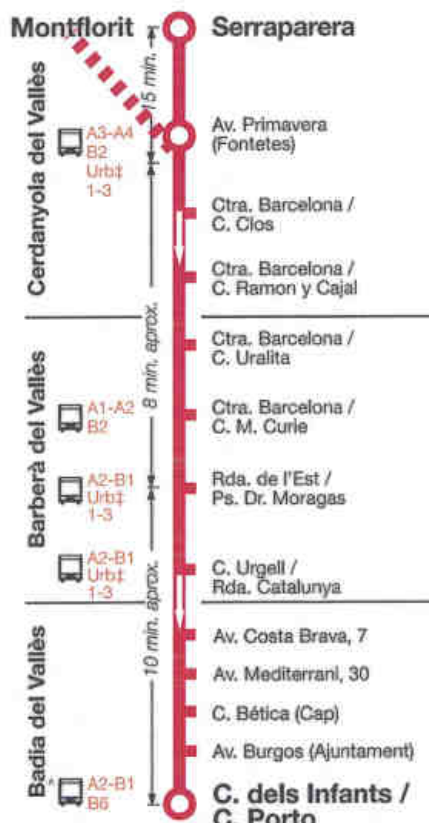 Montflorit
Serraparera
15 min.
Cerdanyola del Vallès
A3-A4
B2
Urb‡
1-3
Av. Primavera
(Fontetes)
Ctra. Barcelona /
C. Clos
Ctra. Barcelona /
C. Ramon y Cajal
8 min. aprox.
Barberà del Vallès
Ctra. Barcelona /
C. Uralita
A1-A2
B2
Ctra. Barcelona /
C. M. Curie
A2-B1
Urb‡
1-3
Rda. de l'Est /
Ps. Dr. Moragas
A2-B1
Urb‡
1-3
C. Urgell /
Rda. Catalunya
10 min. aprox.
Badia del Vallès
Av. Costa Brava, 7
Av. Mediterrani, 30
C. Bética (Cap)
Av. Burgos (Ajuntament)
*
A2-B1
B6
C. dels Infants /
C. Porto